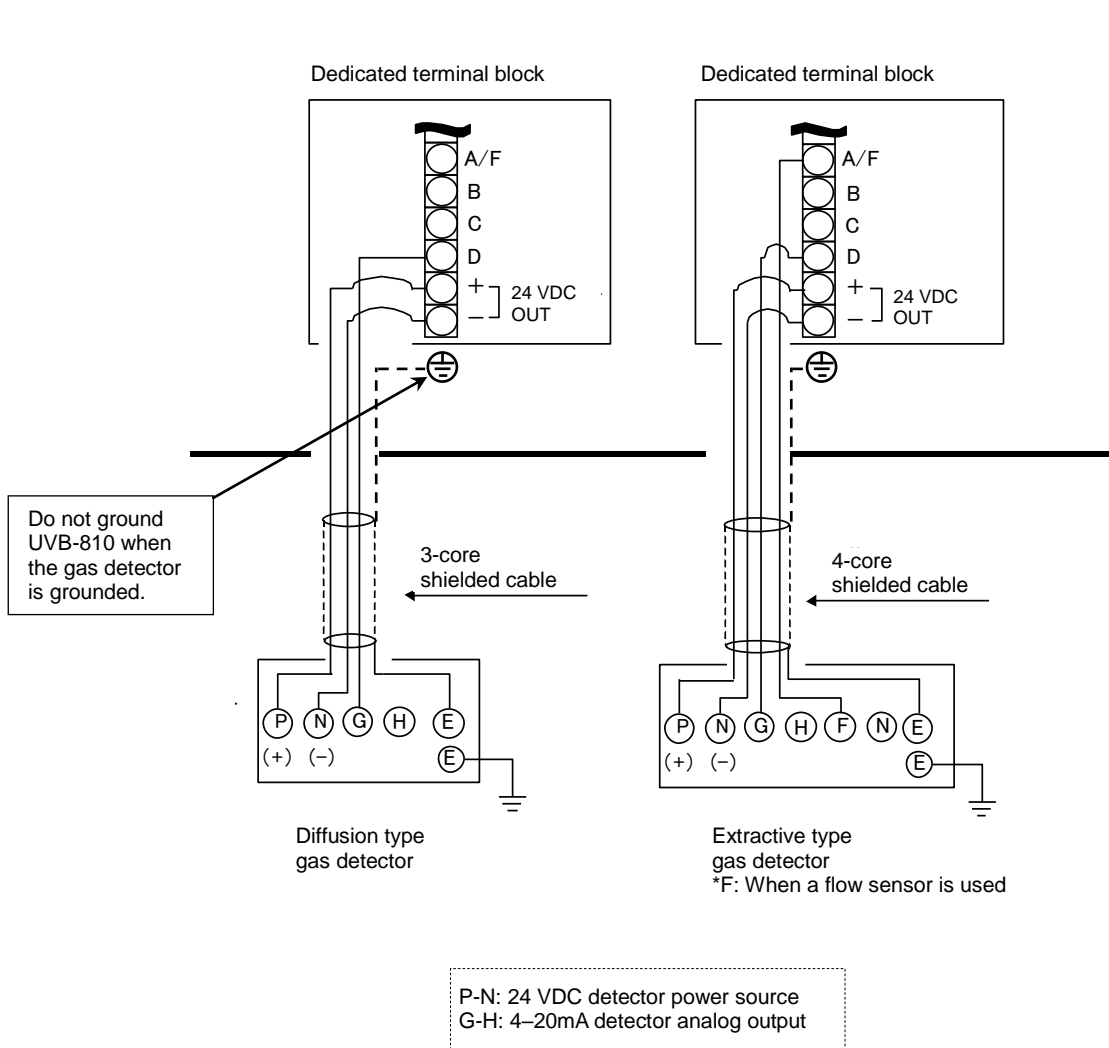 Dedicated terminal block
Dedicated terminal block
A/F
B
C
D
+
−
24 VDC
OUT
A/F
B
C
D
+
−
24 VDC
OUT
Do not ground
UVB-810 when
the gas detector
is grounded.
3-core
shielded cable
4-core
shielded cable
P N G H E
(+) (−)
E
P N G H F N E
(+) (−)
E
Diffusion type
gas detector
Extractive type
gas detector
*F: When a flow sensor is used
P-N: 24 VDC detector power source
G-H: 4–20mA detector analog output